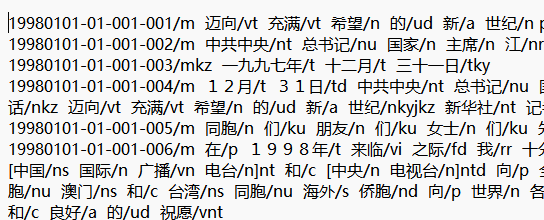 19980101-01-001-001/m 迈向/vt 充满/vt 希望/n 的/ud 新/a 世纪/n
19980101-01-001-002/m 中共中央/nt 总书记/nu 国家/n 主席/n 江/
19980101-01-001-003/mkz 一九九七年/t 十二月/t 三十一日/tky
19980101-01-001-004/m １２月/t ３１日/td 中共中央/nt 总书记/nu
话/nkz 迈向/vt 充满/vt 希望/n 的/ud 新/a 世纪/nkyjkz 新华社/nt
19980101-01-001-005/m 同胞/n 们/ku 朋友/n 们/ku 女士/n 们/ku
19980101-01-001-006/m 在/p １９９８年/t 来临/vi 之际/fd 我/rr 十
[中国/ns 国际/n 广播/vn 电台/n]nt 和/c [中央/n 电视台/n]ntd 向/p
胞/nu 澳门/ns 和/c 台湾/ns 同胞/nu 海外/s 侨胞/nd 向/p 世界/n 各
和/c 良好/a 的/ud 祝愿/vnt